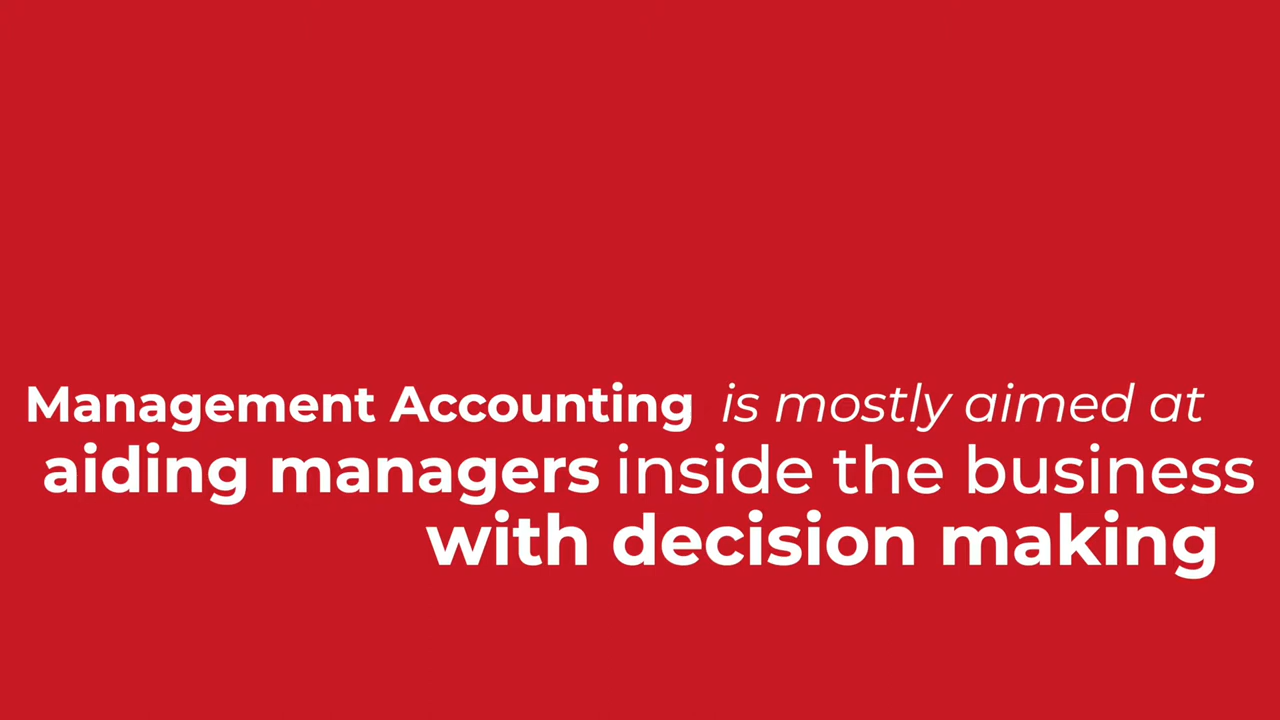 Management Accounting is mostly aimed at
aiding managers inside the business
with decision making